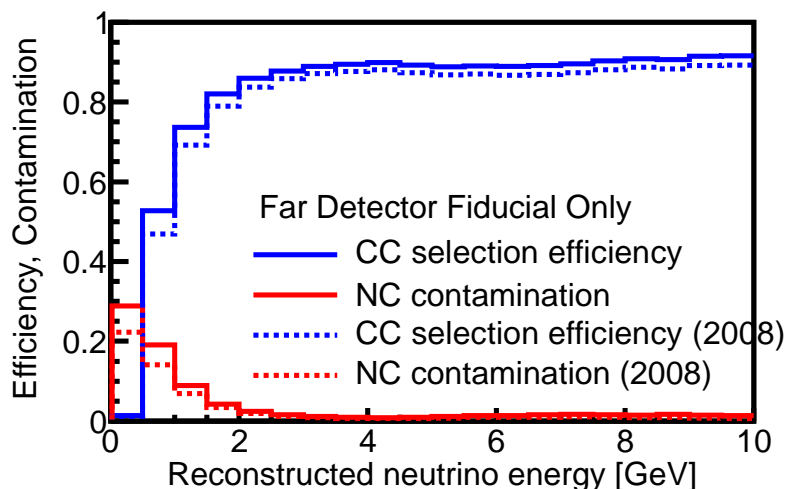 Efficiency, Contamination
1
0.8
0.6
0.4
0.2
0
Far Detector Fiducial Only
CC selection efficiency
NC contamination
CC selection efficiency (2008)
NC contamination (2008)
0 2 4 6 8 10
Reconstructed neutrino energy [GeV]